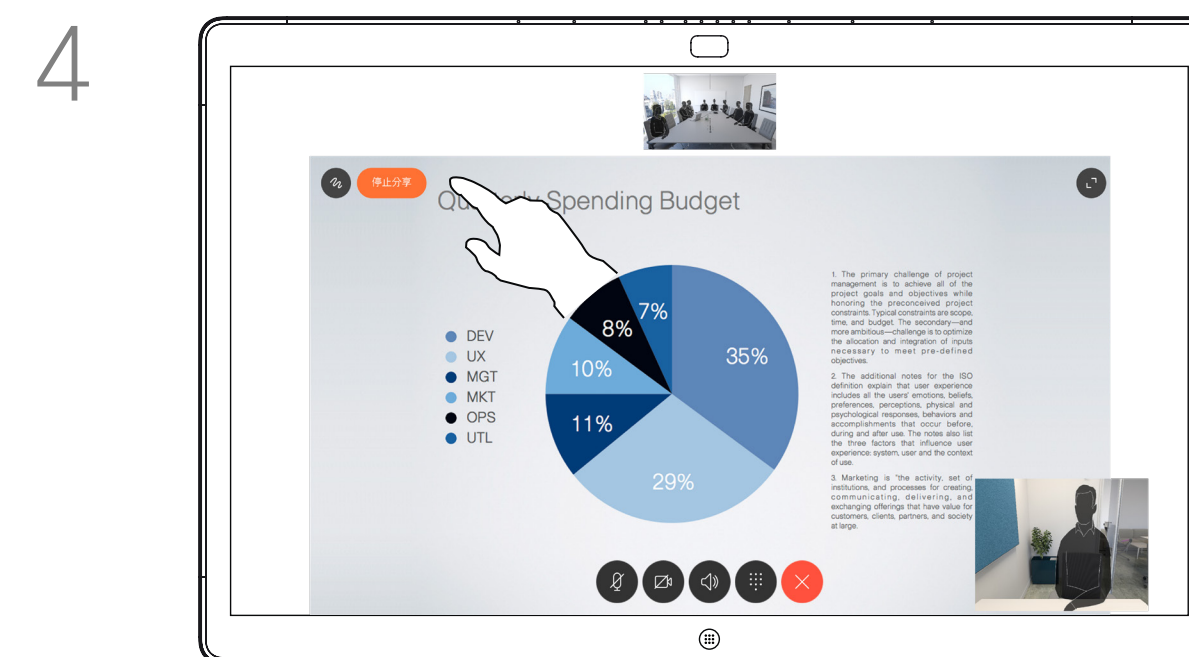 4
停止分享
Quarterly Spending Budget
DEV
UX
MGT
MKT
OPS
UTL
7%
8%
35%
10%
11%
29%
1. The primary challenge of project
management is to achieve all of the
project goals and objectives while
honoring the preconceived project
constraints. Typical constraints are scope,
time, and budget. The secondary—and
more ambitious—challenge is to optimize
the allocation and integration of inputs
necessary to meet pre-defined
objectives.
2. The additional notes for the ISO
definition explain that user experience
includes all the users' emotions, beliefs,
preferences, perceptions, physical and
psychological responses, behaviors and
accomplishments that occur before,
during and after use. The notes also list
the three factors that influence user
experience: system, user and the context
of use.
3. Marketing is "the activity, set of
institutions, and processes for creating,
communicating, delivering, and
exchanging offerings that have value for
customers, clients, partners, and society
at large.